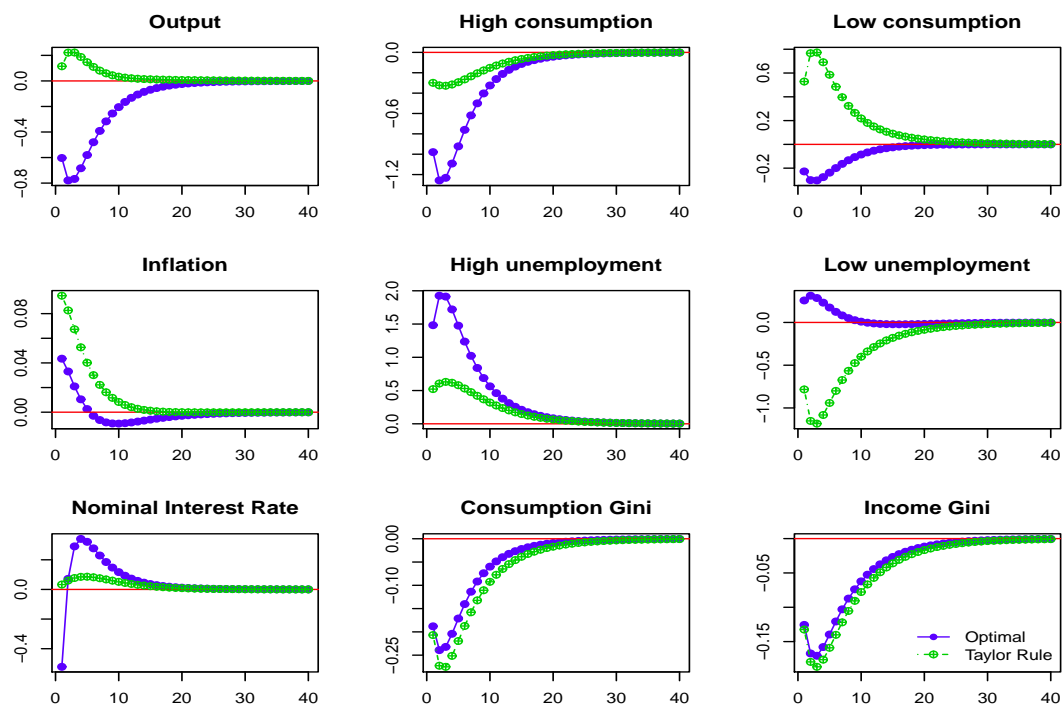 Output
High consumption
Low consumption
0.0
−0.4
−0.8
0 10 20 30 40
0.0
−0.6
−1.2
0 10 20 30 40
0.6
0.2
−0.2
0 10 20 30 40
Inflation
High unemployment
Low unemployment
0.08
0.04
0.00
0 10 20 30 40
2.0
1.5
1.0
0.5
0.0
0 10 20 30 40
0.0
−0.5
−1.0
0 10 20 30 40
Nominal Interest Rate
Consumption Gini
Income Gini
0.0
−0.4
0 10 20 30 40
0.00
−0.10
−0.25
0 10 20 30 40
−0.05
−0.15
Optimal
Taylor Rule
0 10 20 30 40